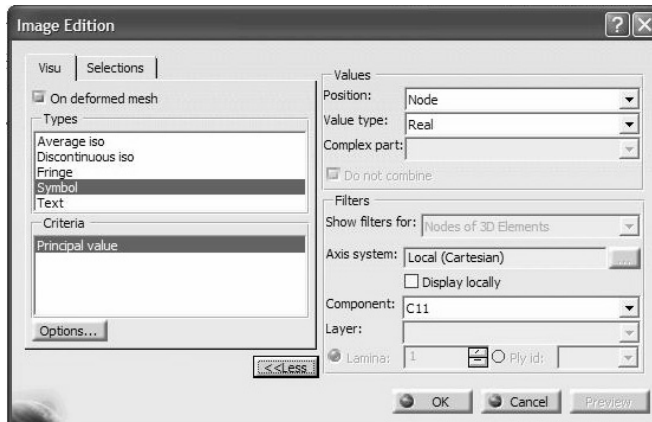 Image Edition
Visu
Selections
On deformed mesh
Types
Average iso
Discontinuous iso
Fringe
Symbol
Text
Criteria
Principal value
Options...
Values
Position: Node
Value type: Real
Complex part:
Do not combine
Filters
Show filters for: Nodes of 3D Elements
Axis system: Local (Cartesian) ...
Display locally
Component: C11
Layer:
Lamina: 1 Ply id:
<<Less
OK Cancel Preview